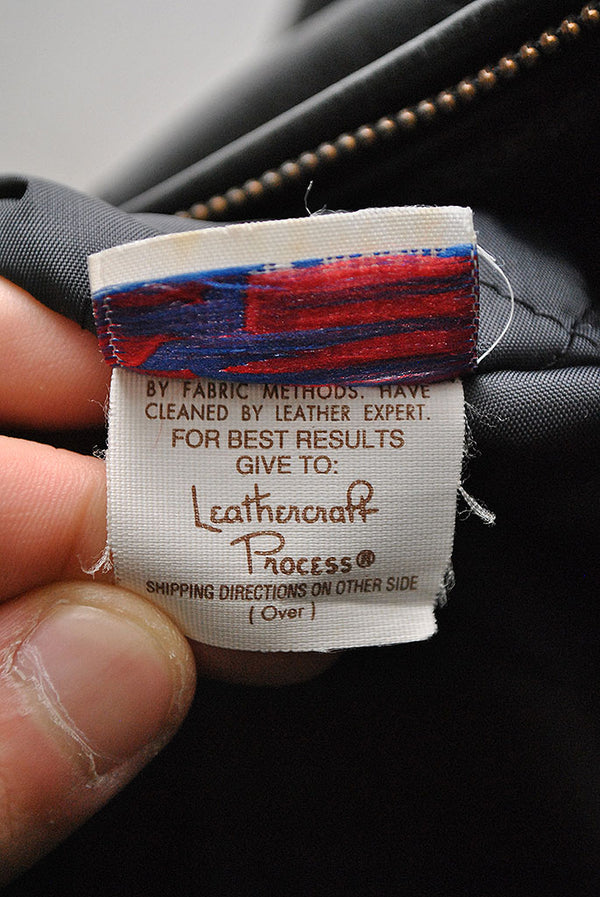 BY FABRIC METHODS. HAVE
CLEANED BY LEATHER EXPERT.
FOR BEST RESULTS
GIVE TO:
Leathercraft
Process®
SHIPPING DIRECTIONS ON OTHER SIDE
( Over )